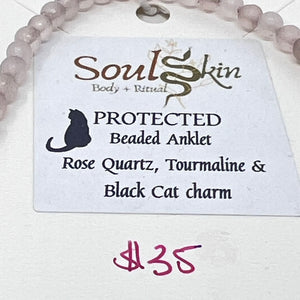 SoulSkin
Body + Ritual
PROTECTED
Beaded Anklet
Rose Quartz, Tourmaline &
Black Cat charm
$35